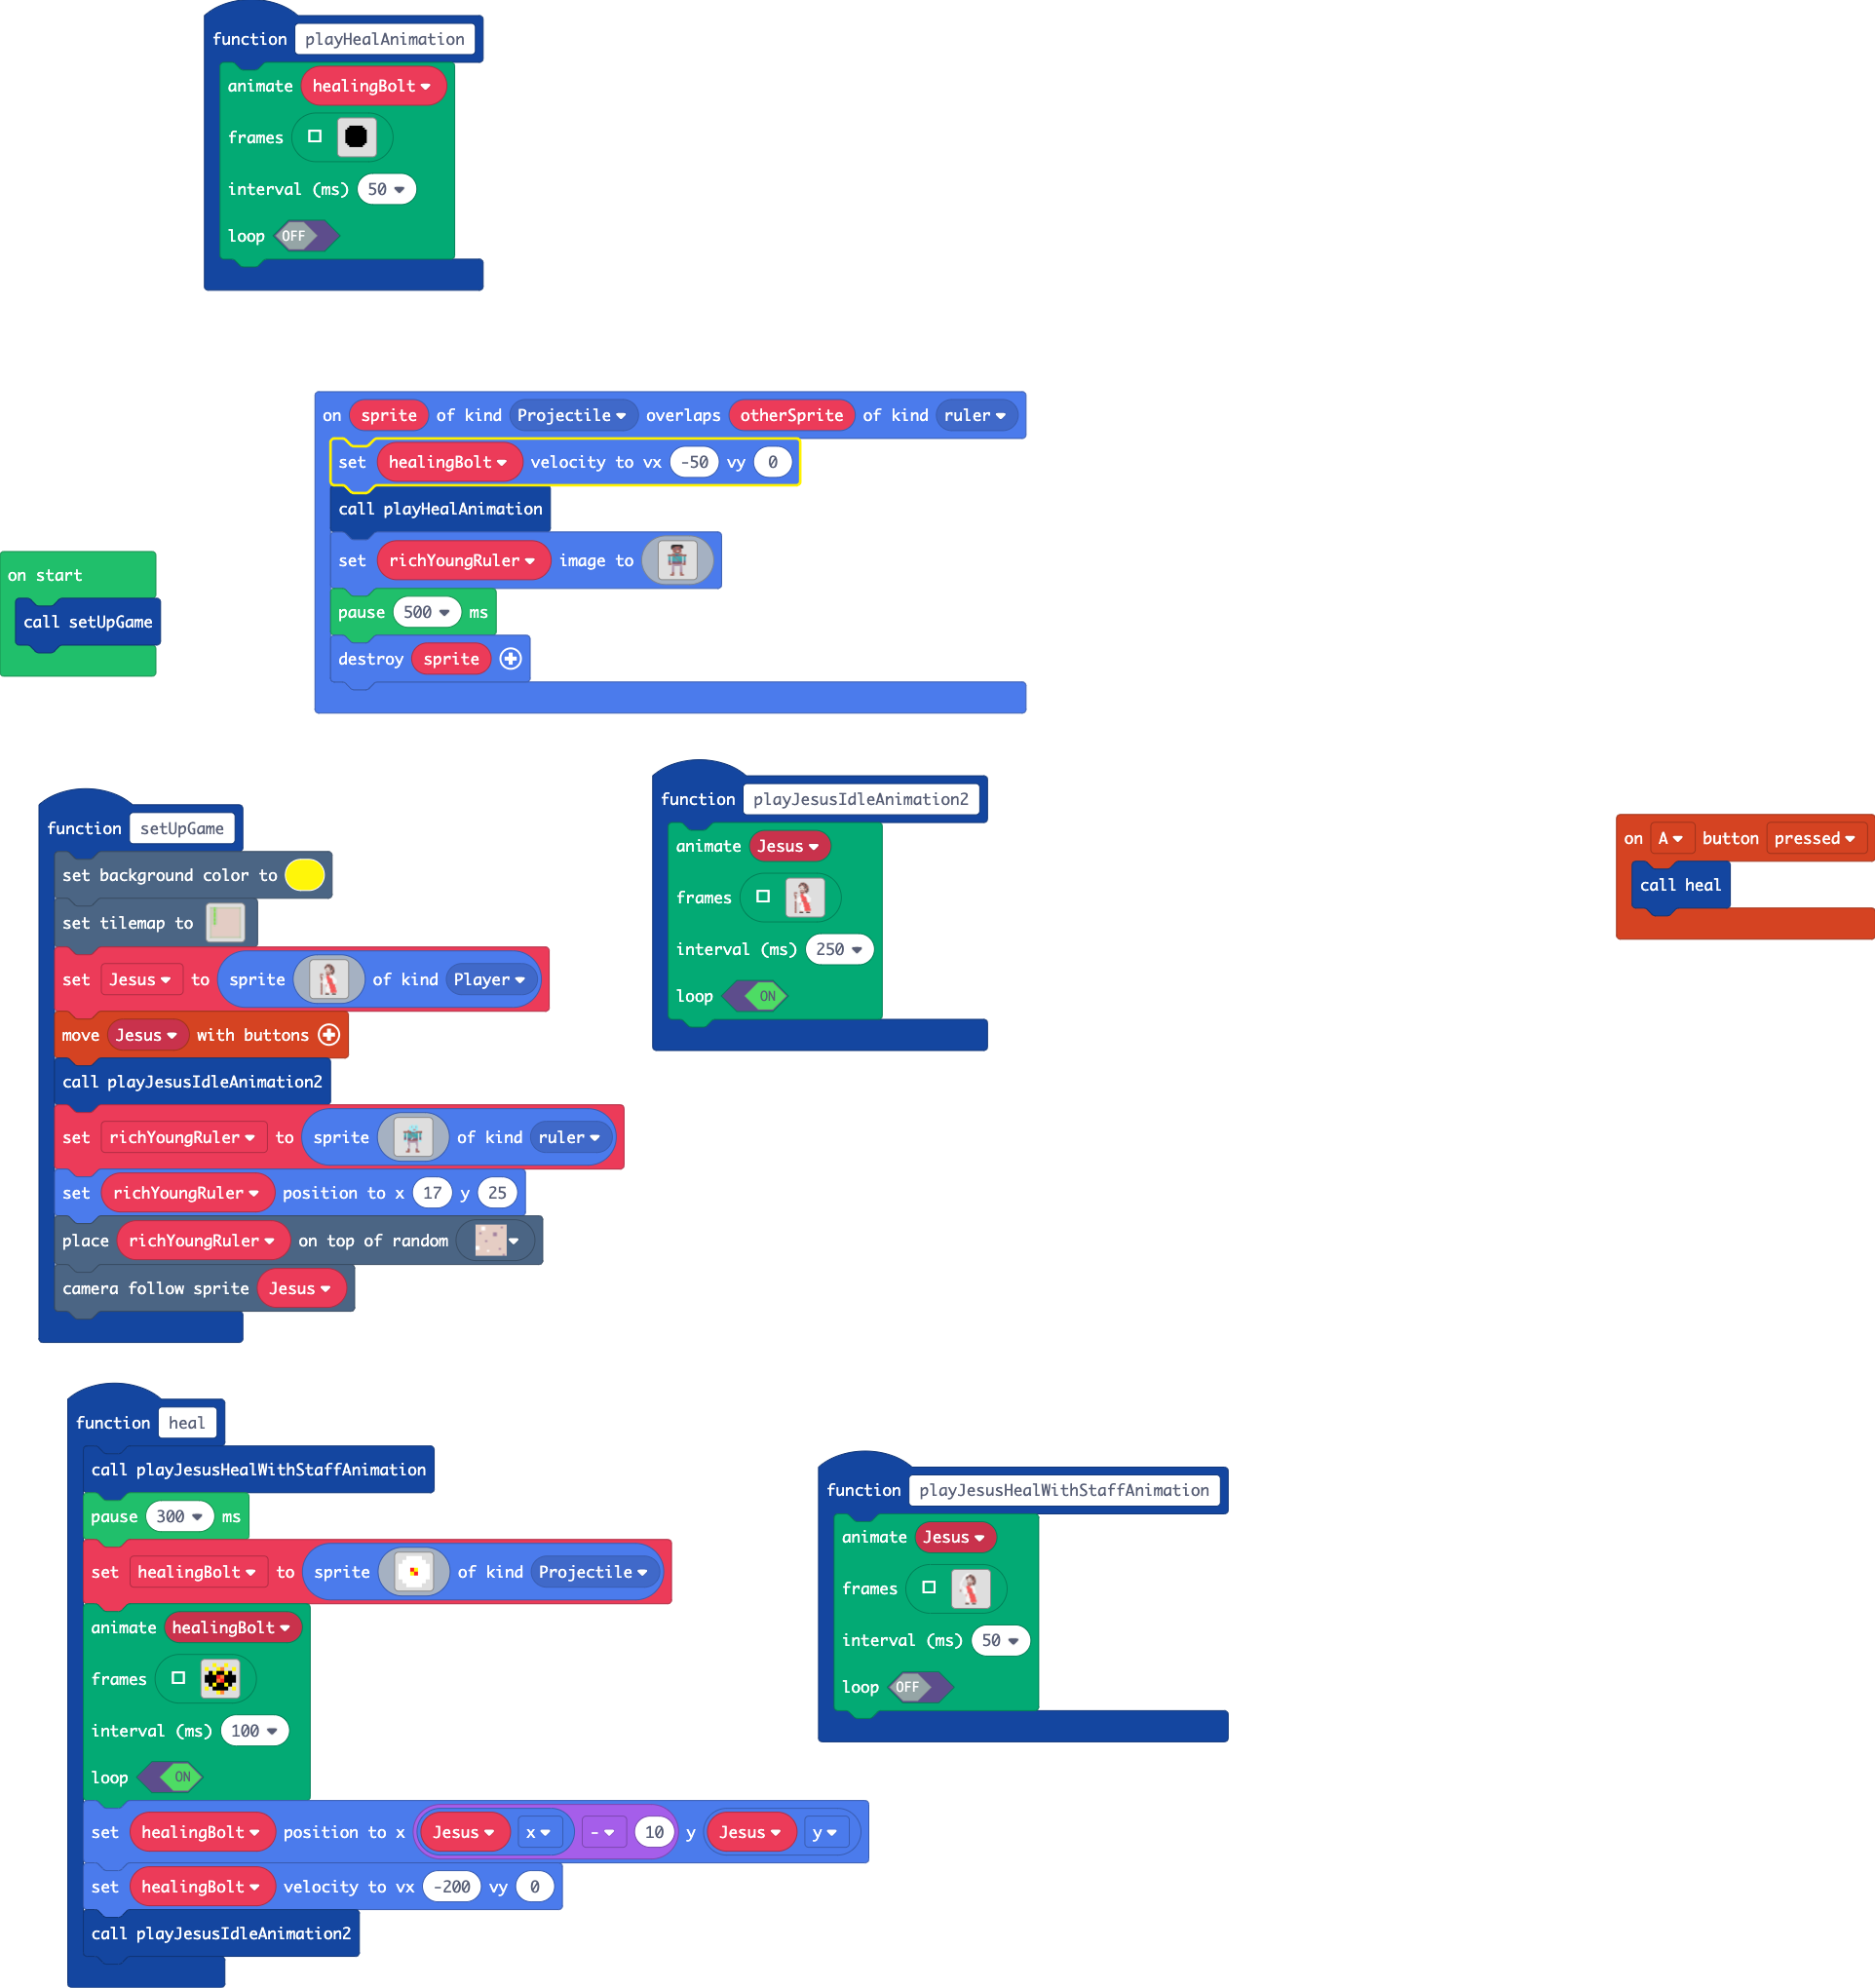 function playHealAnimation
animate healingBolt
frames
interval (ms) 50
loop OFF
on sprite of kind Projectile overlaps otherSprite of kind ruler
set healingBolt velocity to vx -50 vy 0
call playHealAnimation
set richYoungRuler image to
pause 500 ms
destroy sprite
on start
call setUpGame
function setUpGame
set background color to
set tilemap to
set Jesus to sprite of kind Player
move Jesus with buttons
call playJesusIdleAnimation2
set richYoungRuler to sprite of kind ruler
set richYoungRuler position to x 17 y 25
place richYoungRuler on top of random
camera follow sprite Jesus
function playJesusIdleAnimation2
animate Jesus
frames
interval (ms) 250
loop ON
on A button pressed
call heal
function heal
call playJesusHealWithStaffAnimation
pause 300 ms
set healingBolt to sprite of kind Projectile
animate healingBolt
frames
interval (ms) 100
loop ON
set healingBolt position to x Jesus x - 10 y Jesus y
set healingBolt velocity to vx -200 vy 0
call playJesusIdleAnimation2
function playJesusHealWithStaffAnimation
animate Jesus
frames
interval (ms) 50
loop OFF